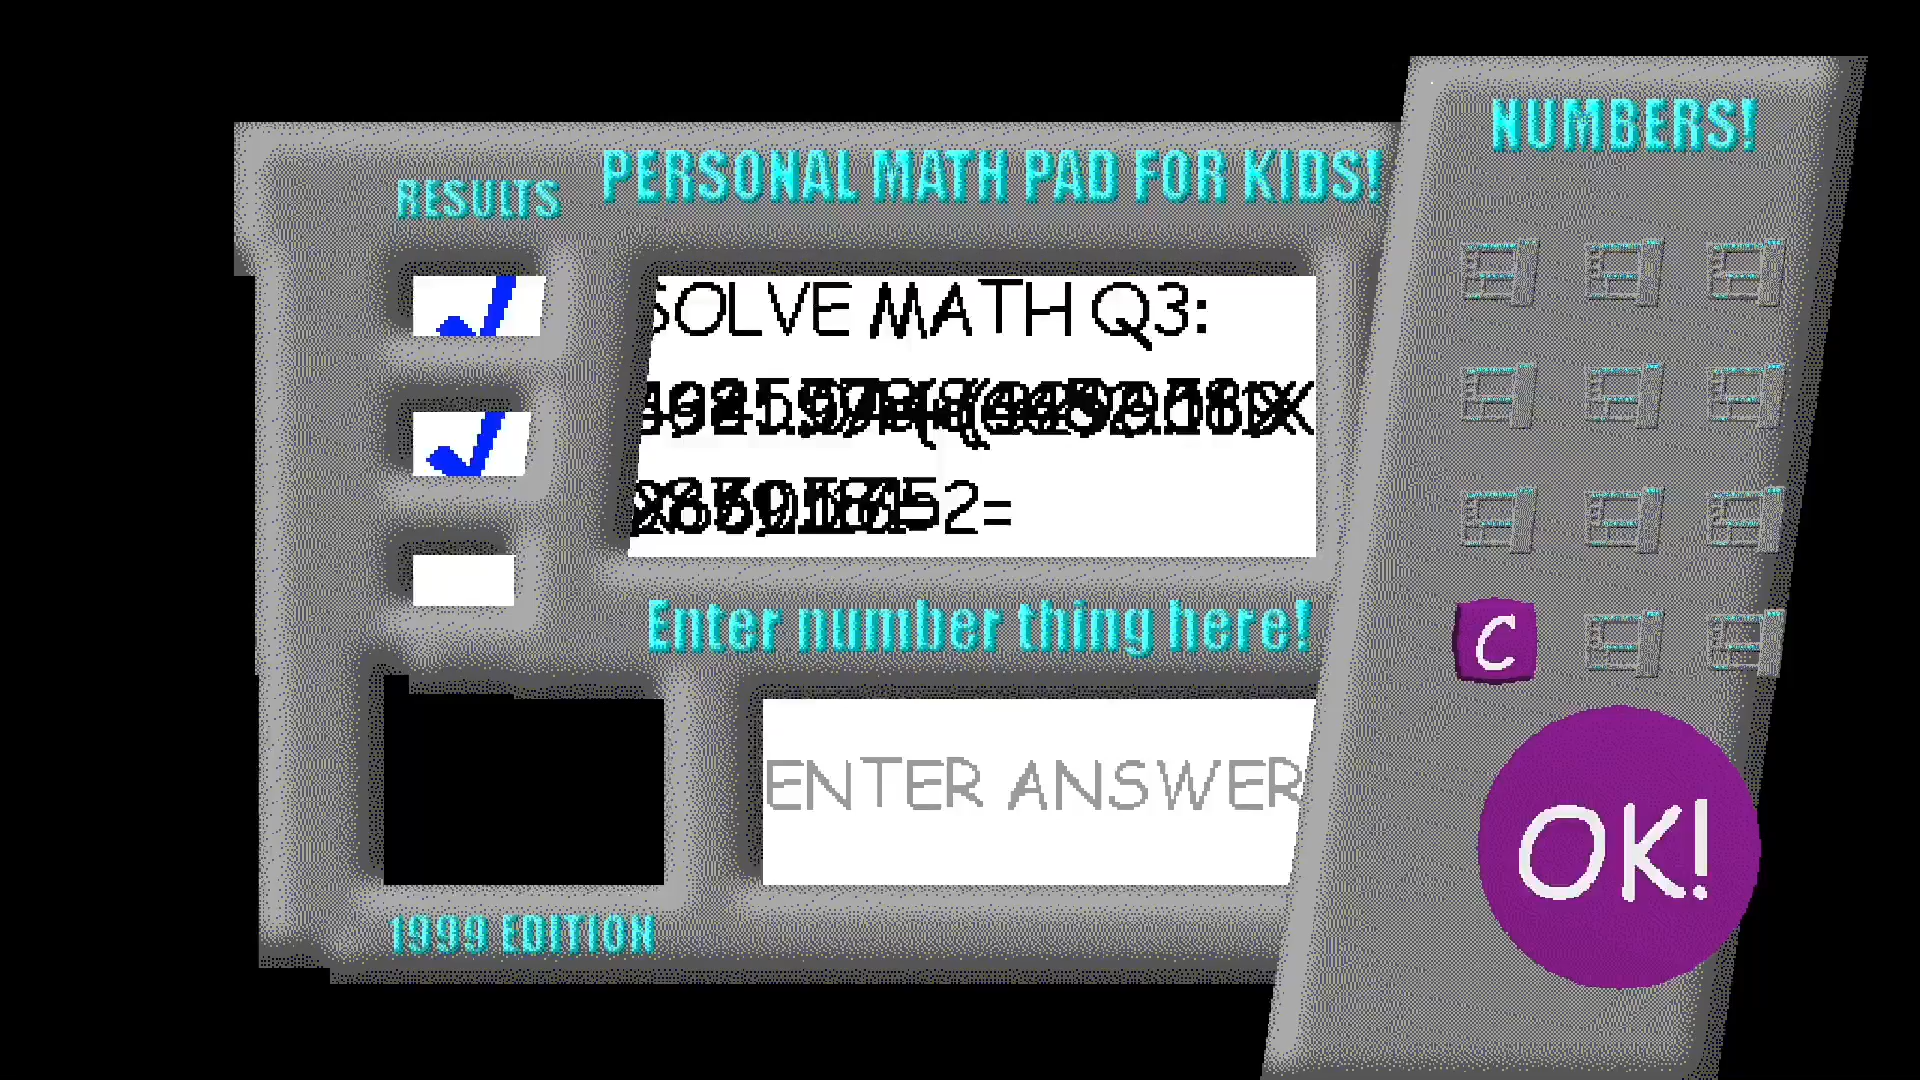 NUMBERS!
PERSONAL MATH PAD FOR KIDS!
RESULTS
SOLVE MATH Q3:
Enter number thing here!
C
ENTER ANSWER
OK!
1999 EDITION